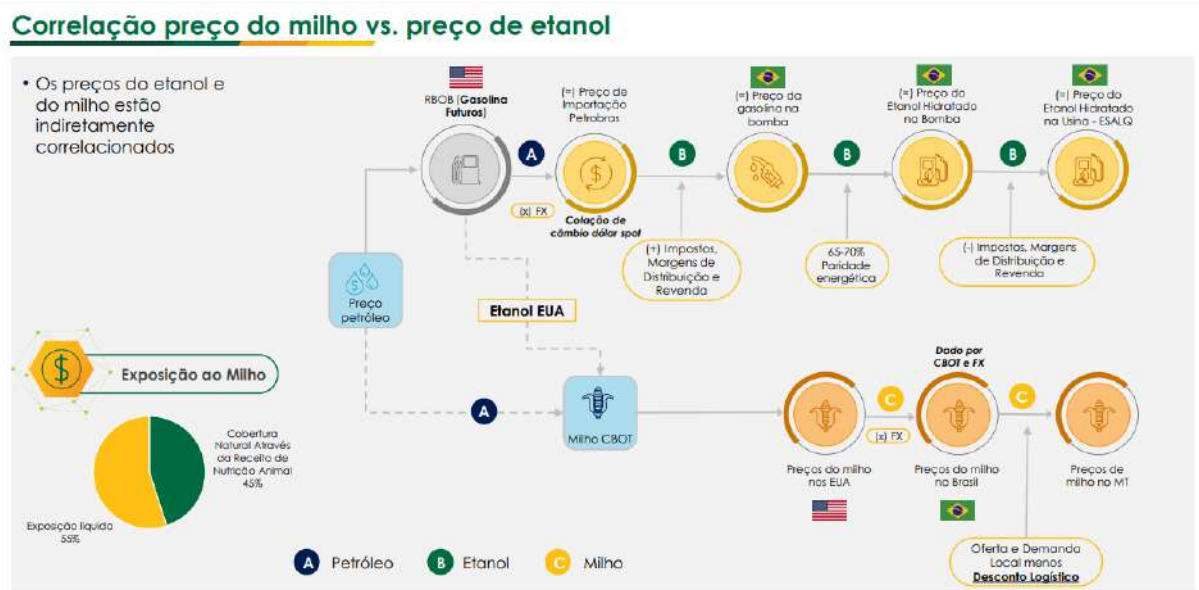 Correlação preço do milho vs. preço de etanol
• Os preços do etanol e
do milho estão
indiretamente
correlacionados
RBOB (Gasolina
Futuros)
A
(x) FX
(=) Preço de
Importação
Petrobras
Cotação de
câmbio dólar spot
B
(+) Impostos,
Margens de
Distribuição e
Revenda
(=) Preço da
gasolina na
bomba
B
65-70%
Paridade
energética
(=) Preço do
Etanol Hidratado
na Bomba
B
(-) Impostos, Margens
de Distribuição e
Revenda
(=) Preço do
Etanol Hidratado
na Usina - ESALQ
Preço
petróleo
Etanol EUA
A
Milho CBOT
Preços do milho
nos EUA
C
(x) FX
Dado por
CBOT e FX
Preços do milho
no Brasil
C
Preços de
milho no MT
Oferta e Demanda
Local menos
Desconto Logístico
Exposição ao Milho
Cobertura
Natural Através
da Receita de
Nutrição Animal
45%
Exposição líquida
55%
A Petróleo
B Etanol
C Milho